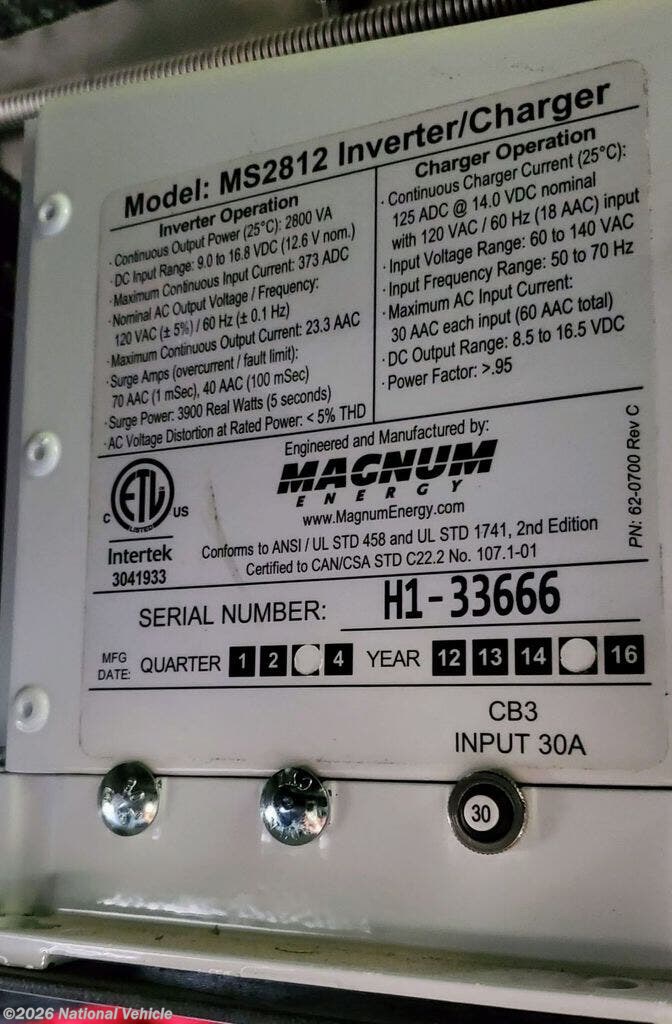 Model: MS2812 Inverter/Charger
Inverter Operation
· Continuous Output Power (25°C): 2800 VA
· DC Input Range: 9.0 to 16.8 VDC (12.6 V nom.)
· Maximum Continuous Input Current: 373 ADC
· Nominal AC Output Voltage / Frequency:
120 VAC (± 5%) / 60 Hz (± 0.1 Hz)
· Maximum Continuous Output Current: 23.3 AAC
· Surge Amps (overcurrent / fault limit):
70 AAC (1 mSec), 40 AAC (100 mSec)
· Surge Power: 3900 Real Watts (5 seconds)
· AC Voltage Distortion at Rated Power: < 5% THD
Charger Operation
· Continuous Charger Current (25°C):
125 ADC @ 14.0 VDC nominal
with 120 VAC / 60 Hz (18 AAC) input
· Input Voltage Range: 60 to 140 VAC
· Input Frequency Range: 50 to 70 Hz
· Maximum AC Input Current:
30 AAC each input (60 AAC total)
· DC Output Range: 8.5 to 16.5 VDC
· Power Factor: >.95
C ETL US
LISTED
Intertek
3041933
Engineered and Manufactured by:
MAGNUM
ENERGY
www.MagnumEnergy.com
Conforms to ANSI / UL STD 458 and UL STD 1741, 2nd Edition
Certified to CAN/CSA STD C22.2 No. 107.1-01
PN: 62-0700 Rev C
SERIAL NUMBER: H1-33666
MFG DATE: QUARTER 1 2 4 YEAR 12 13 14 16
CB3
INPUT 30A
30
©2026 National Vehicle